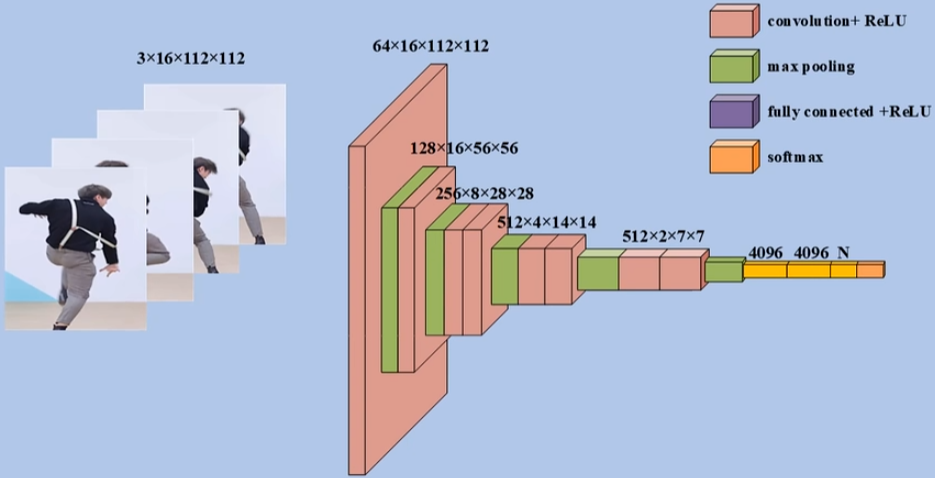 3×16×112×112
64×16×112×112
128×16×56×56
256×8×28×28
512×4×14×14
512×2×7×7
4096 4096 N
convolution+ ReLU
max pooling
fully connected +ReLU
softmax